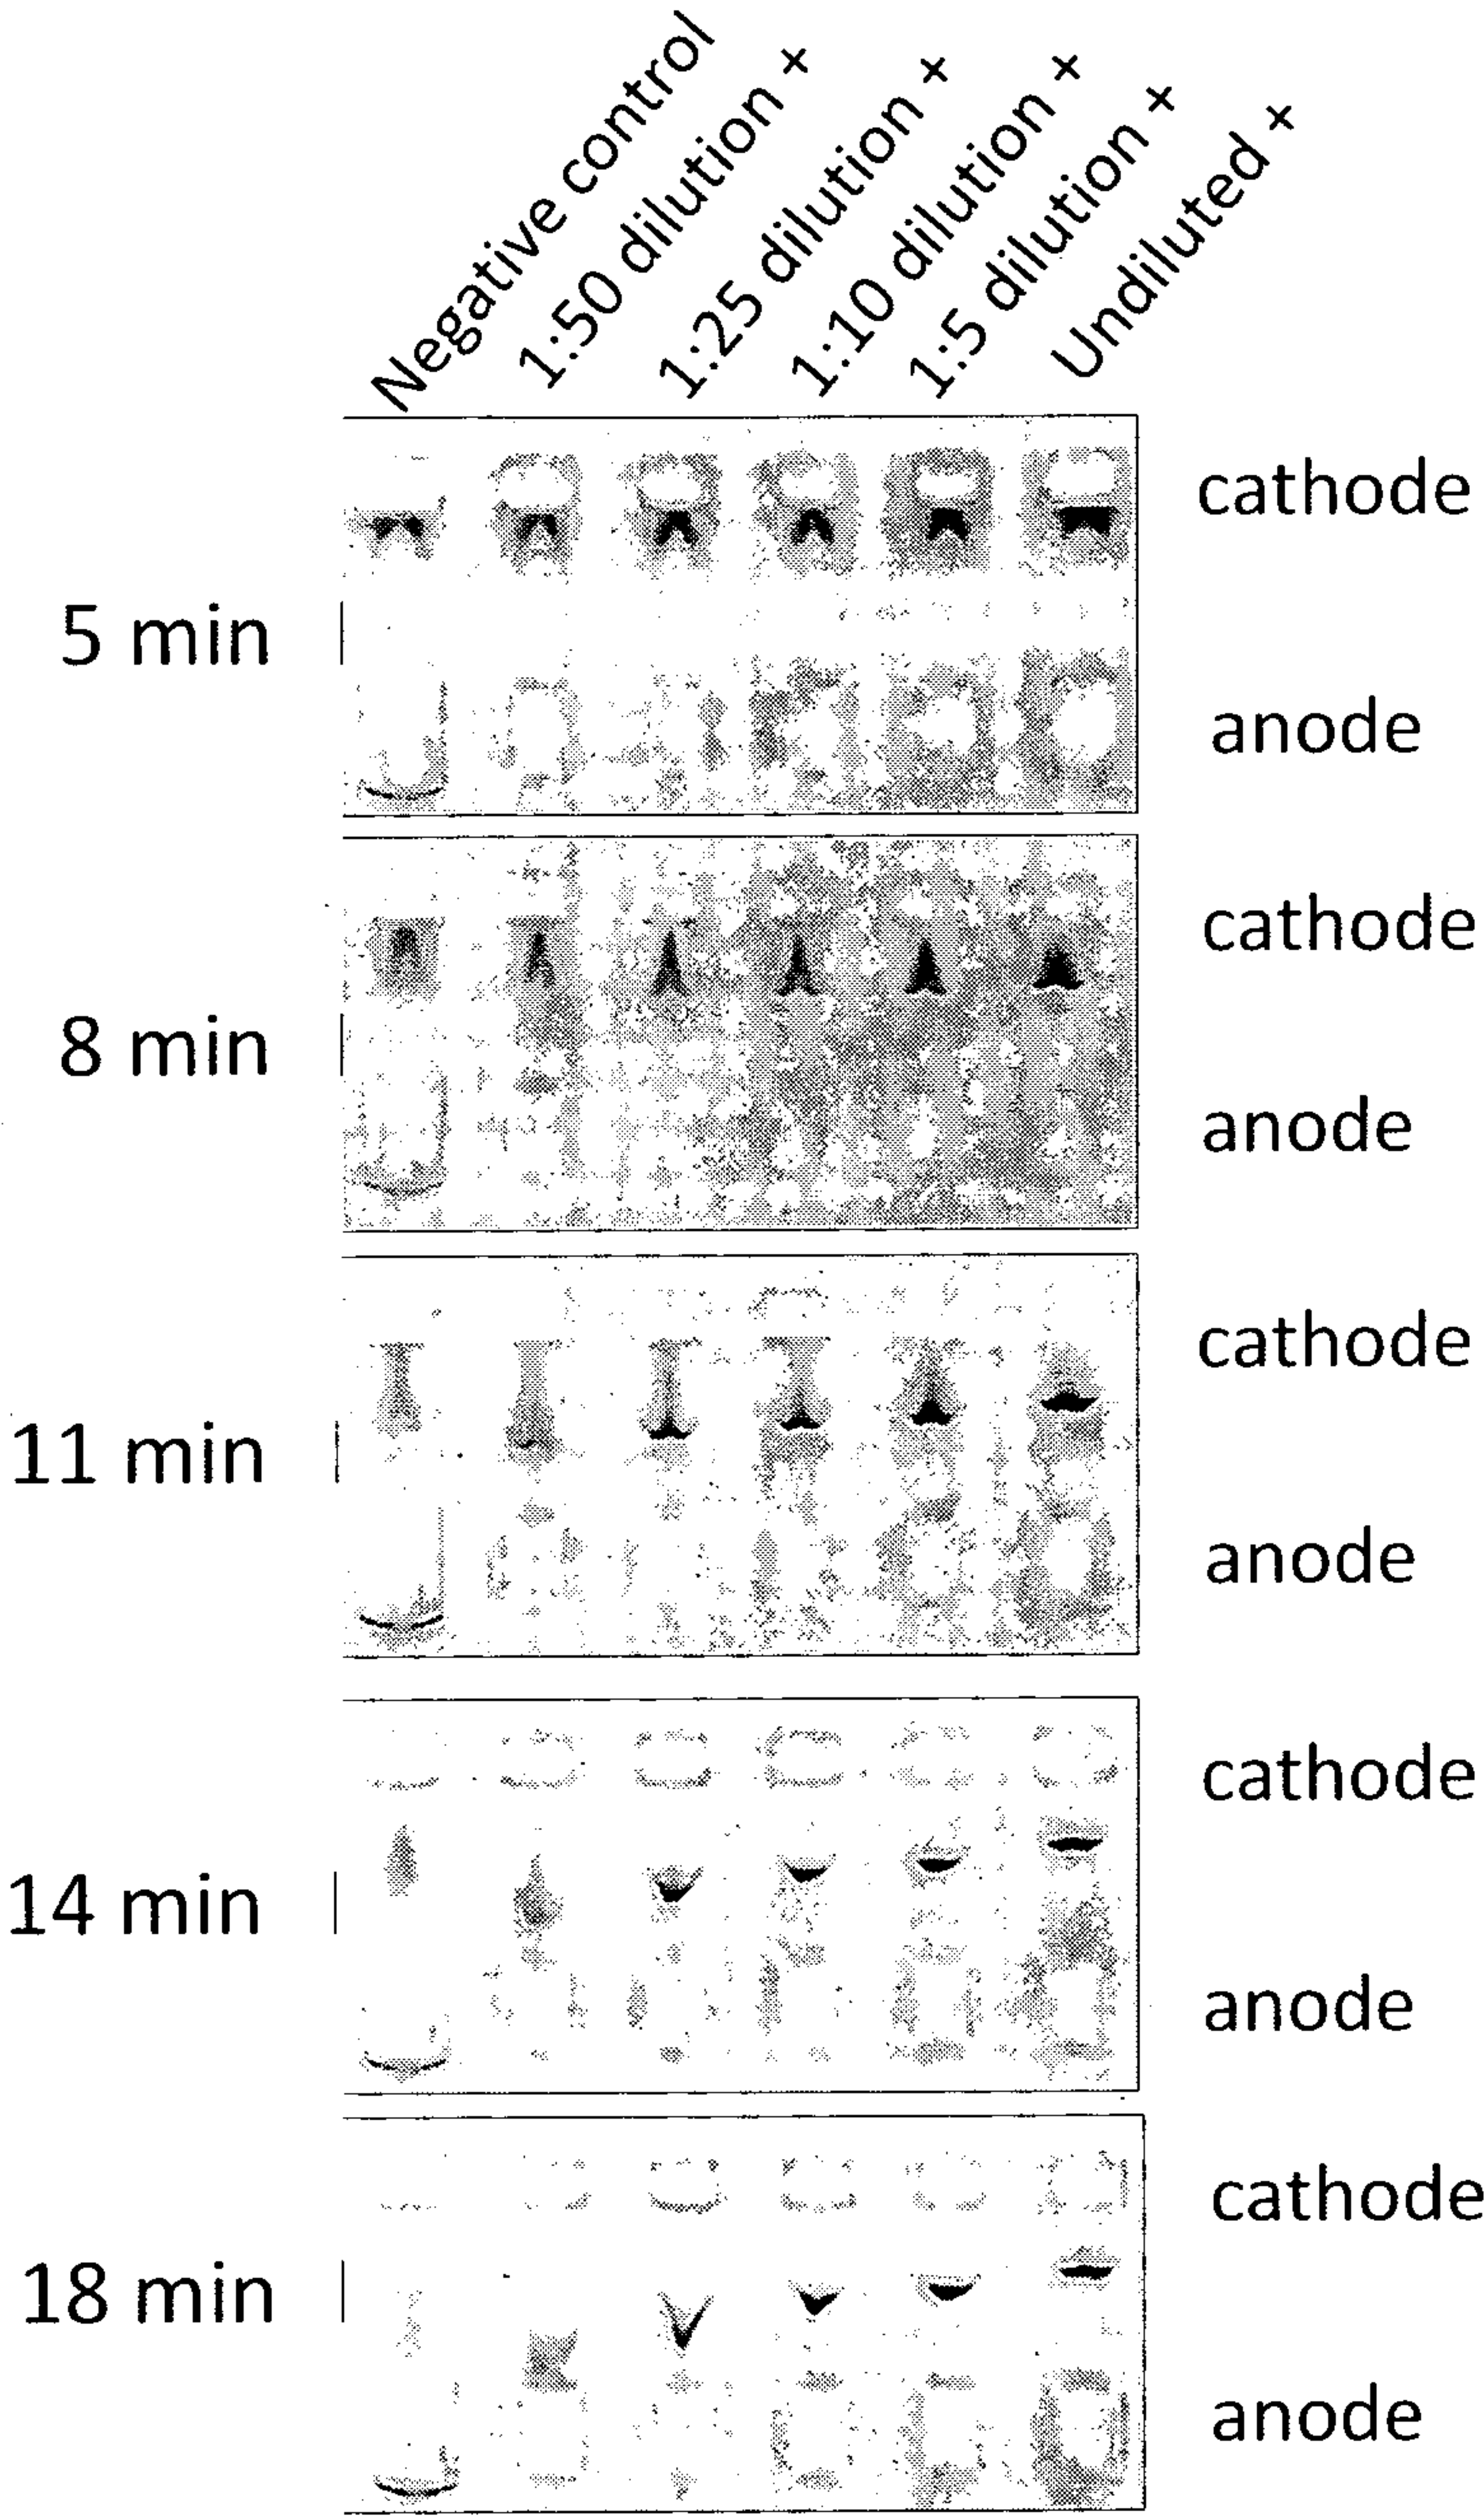 Negative control
1:50 dilution +
1:25 dilution +
1:10 dilution +
1:5 dilution +
Undiluted +
cathode
5 min
anode
cathode
8 min
anode
cathode
11 min
anode
cathode
14 min
anode
cathode
18 min
anode